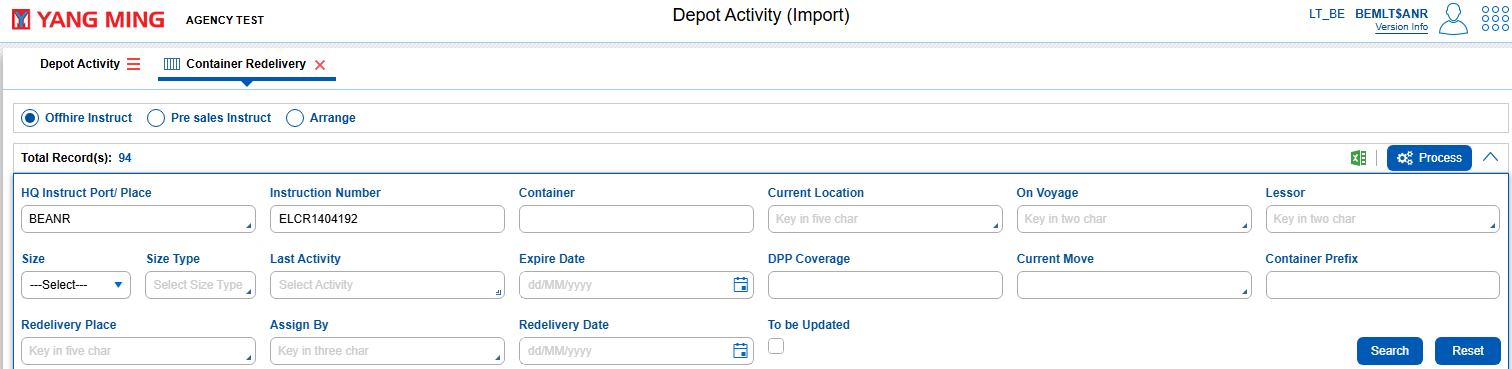 YANG MING AGENCY TEST Depot Activity (Import) LT_BE BEMLT$ANR
Version Info
Depot Activity Container Redelivery
Offhire Instruct Pre sales Instruct Arrange
Total Record(s): 94 Process
HQ Instruct Port/ Place Instruction Number Container Current Location On Voyage Lessor
BEANR ELCR1404192 Key in five char Key in two char Key in two char
Size Size Type Last Activity Expire Date DPP Coverage Current Move Container Prefix
---Select--- Select Size Type Select Activity dd/MM/yyyy
Redelivery Place Assign By Redelivery Date To be Updated
Key in five char Key in three char dd/MM/yyyy Search Reset